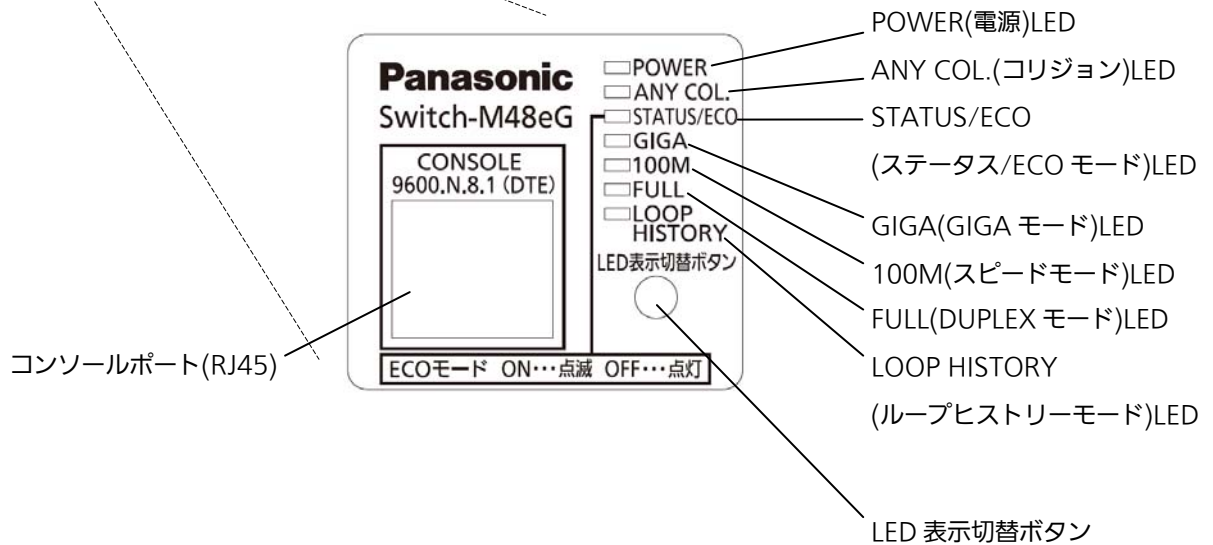 POWER(電源)LED
ANY COL.(コリジョン)LED
STATUS/ECO
(ステータス/ECO モード)LED
GIGA(GIGA モード)LED
100M(スピードモード)LED
FULL(DUPLEX モード)LED
LOOP HISTORY
(ループヒストリーモード)LED
LED 表示切替ボタン
コンソールポート(RJ45)
Panasonic
Switch-M48eG
CONSOLE
9600.N.8.1 (DTE)
POWER
ANY COL.
STATUS/ECO
GIGA
100M
FULL
LOOP
HISTORY
LED表示切替ボタン
ECOモード ON…点滅 OFF…点灯